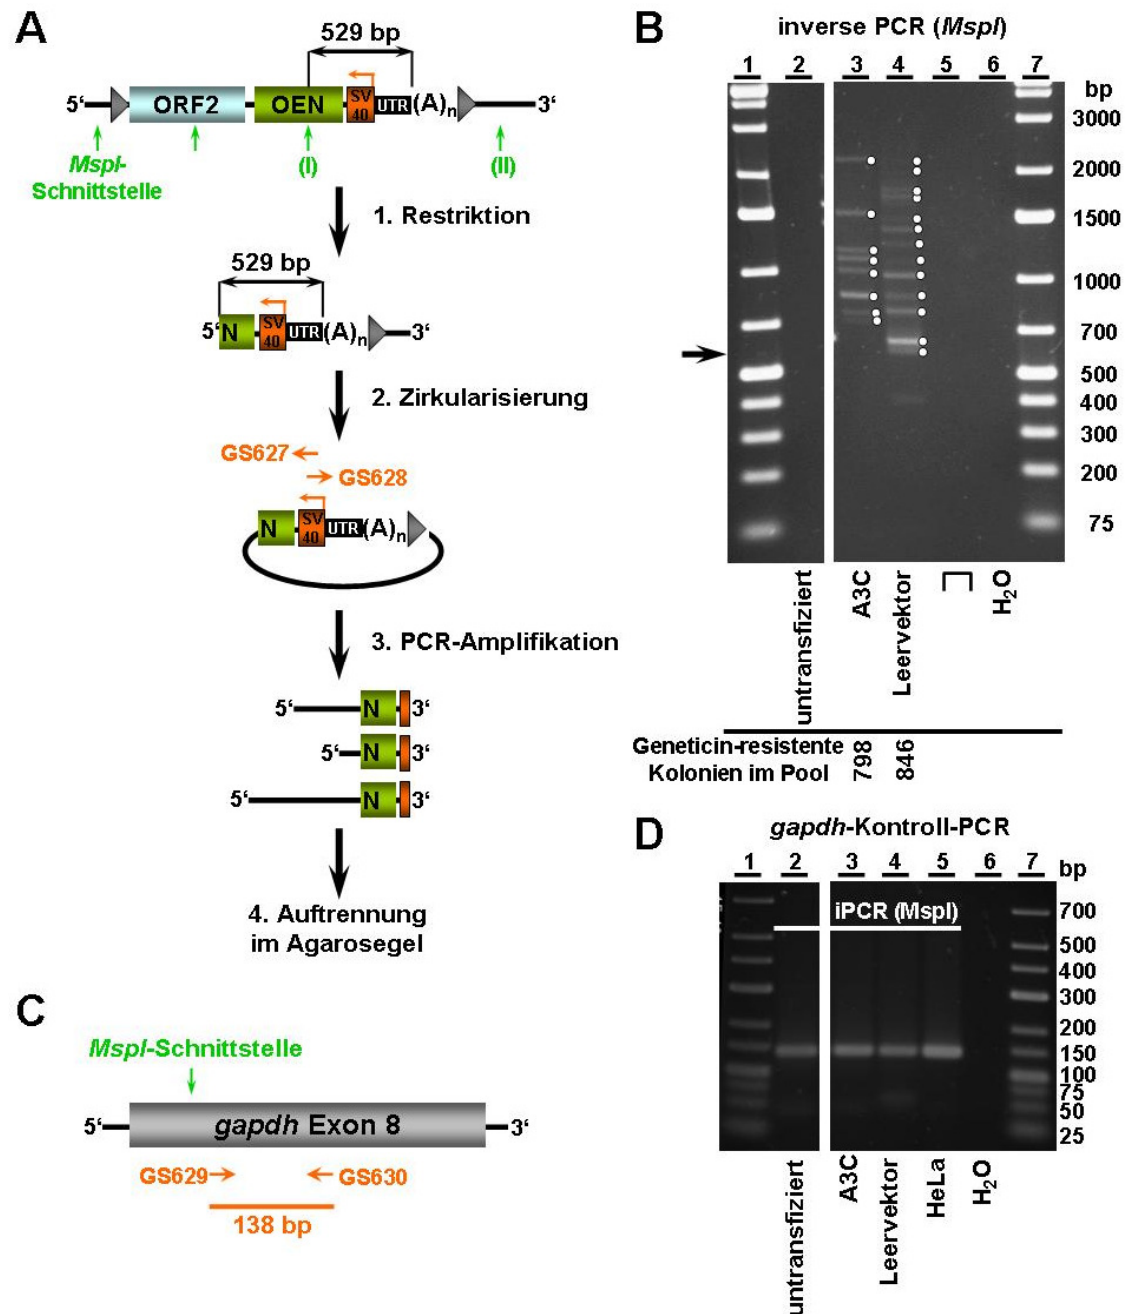 A
529 bp
5‘ ORF2 OEN SV 40 UTR (A)n 3‘
MspI-Schnittstelle (I) (II)
1. Restriktion
529 bp
5‘ N SV 40 UTR (A)n 3‘
2. Zirkularisierung
GS627
GS628
N SV 40 UTR (A)n
3. PCR-Amplifikation
5‘ N 3‘
5‘ N 3‘
5‘ N 3‘
4. Auftrennung
im Agarosegel
B
inverse PCR (MspI)
1 2 3 4 5 6 7
bp
3000
2000
1500
1000
700
500
400
300
200
75
untransfiziert A3C Leervektor H2O
Geneticin-resistente
Kolonien im Pool 798 846
C
MspI-Schnittstelle
5‘ gapdh Exon 8 3‘
GS629 GS630
138 bp
D
gapdh-Kontroll-PCR
1 2 3 4 5 6 7 bp
iPCR (MspI)
700
500
400
300
200
150
100
75
50
25
untransfiziert A3C Leervektor HeLa H2O